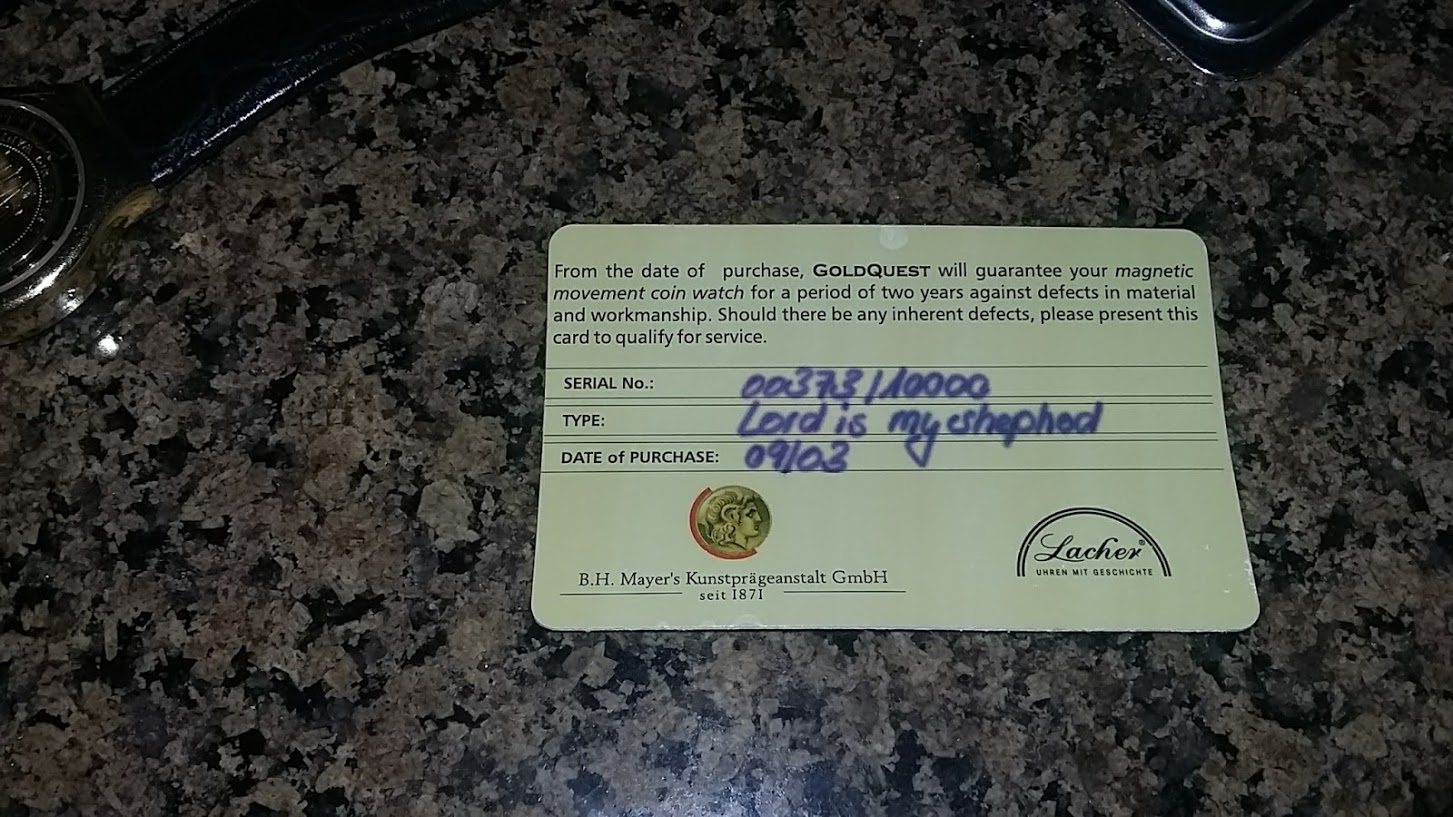 From the date of purchase, GOLDQUEST will guarantee your magnetic
movement coin watch for a period of two years against defects in material
and workmanship. Should there be any inherent defects, please present this
card to qualify for service.
SERIAL No.: 00373/10000
TYPE: Lord is my shephed
DATE of PURCHASE: 09/03
B.H. Mayer's Kunstprägeanstalt GmbH
seit 1871
Lacher®
UHREN MIT GESCHICHTE